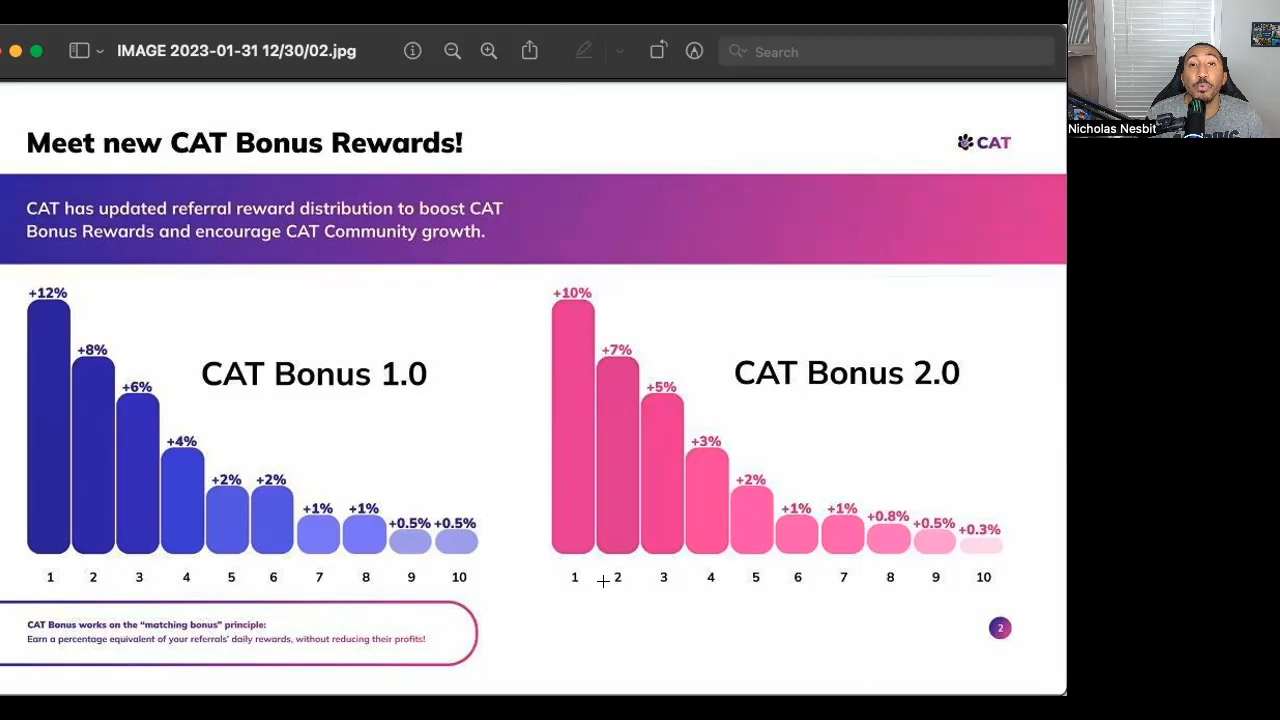 IMAGE 2023-01-31 12/30/02.jpg
Search
Nicholas Nesbit
Meet new CAT Bonus Rewards!
CAT
CAT has updated referral reward distribution to boost CAT
Bonus Rewards and encourage CAT Community growth.
+12%
+8%
+6%
+4%
+2%
+2%
+1%
+1%
+0.5%
+0.5%
CAT Bonus 1.0
1 2 3 4 5 6 7 8 9 10
+10%
+7%
+5%
+3%
+2%
+1%
+1%
+0.8%
+0.5%
+0.3%
CAT Bonus 2.0
1 2 3 4 5 6 7 8 9 10
CAT Bonus works on the “matching bonus” principle:
Earn a percentage equivalent of your referrals’ daily rewards, without reducing their profits!
2